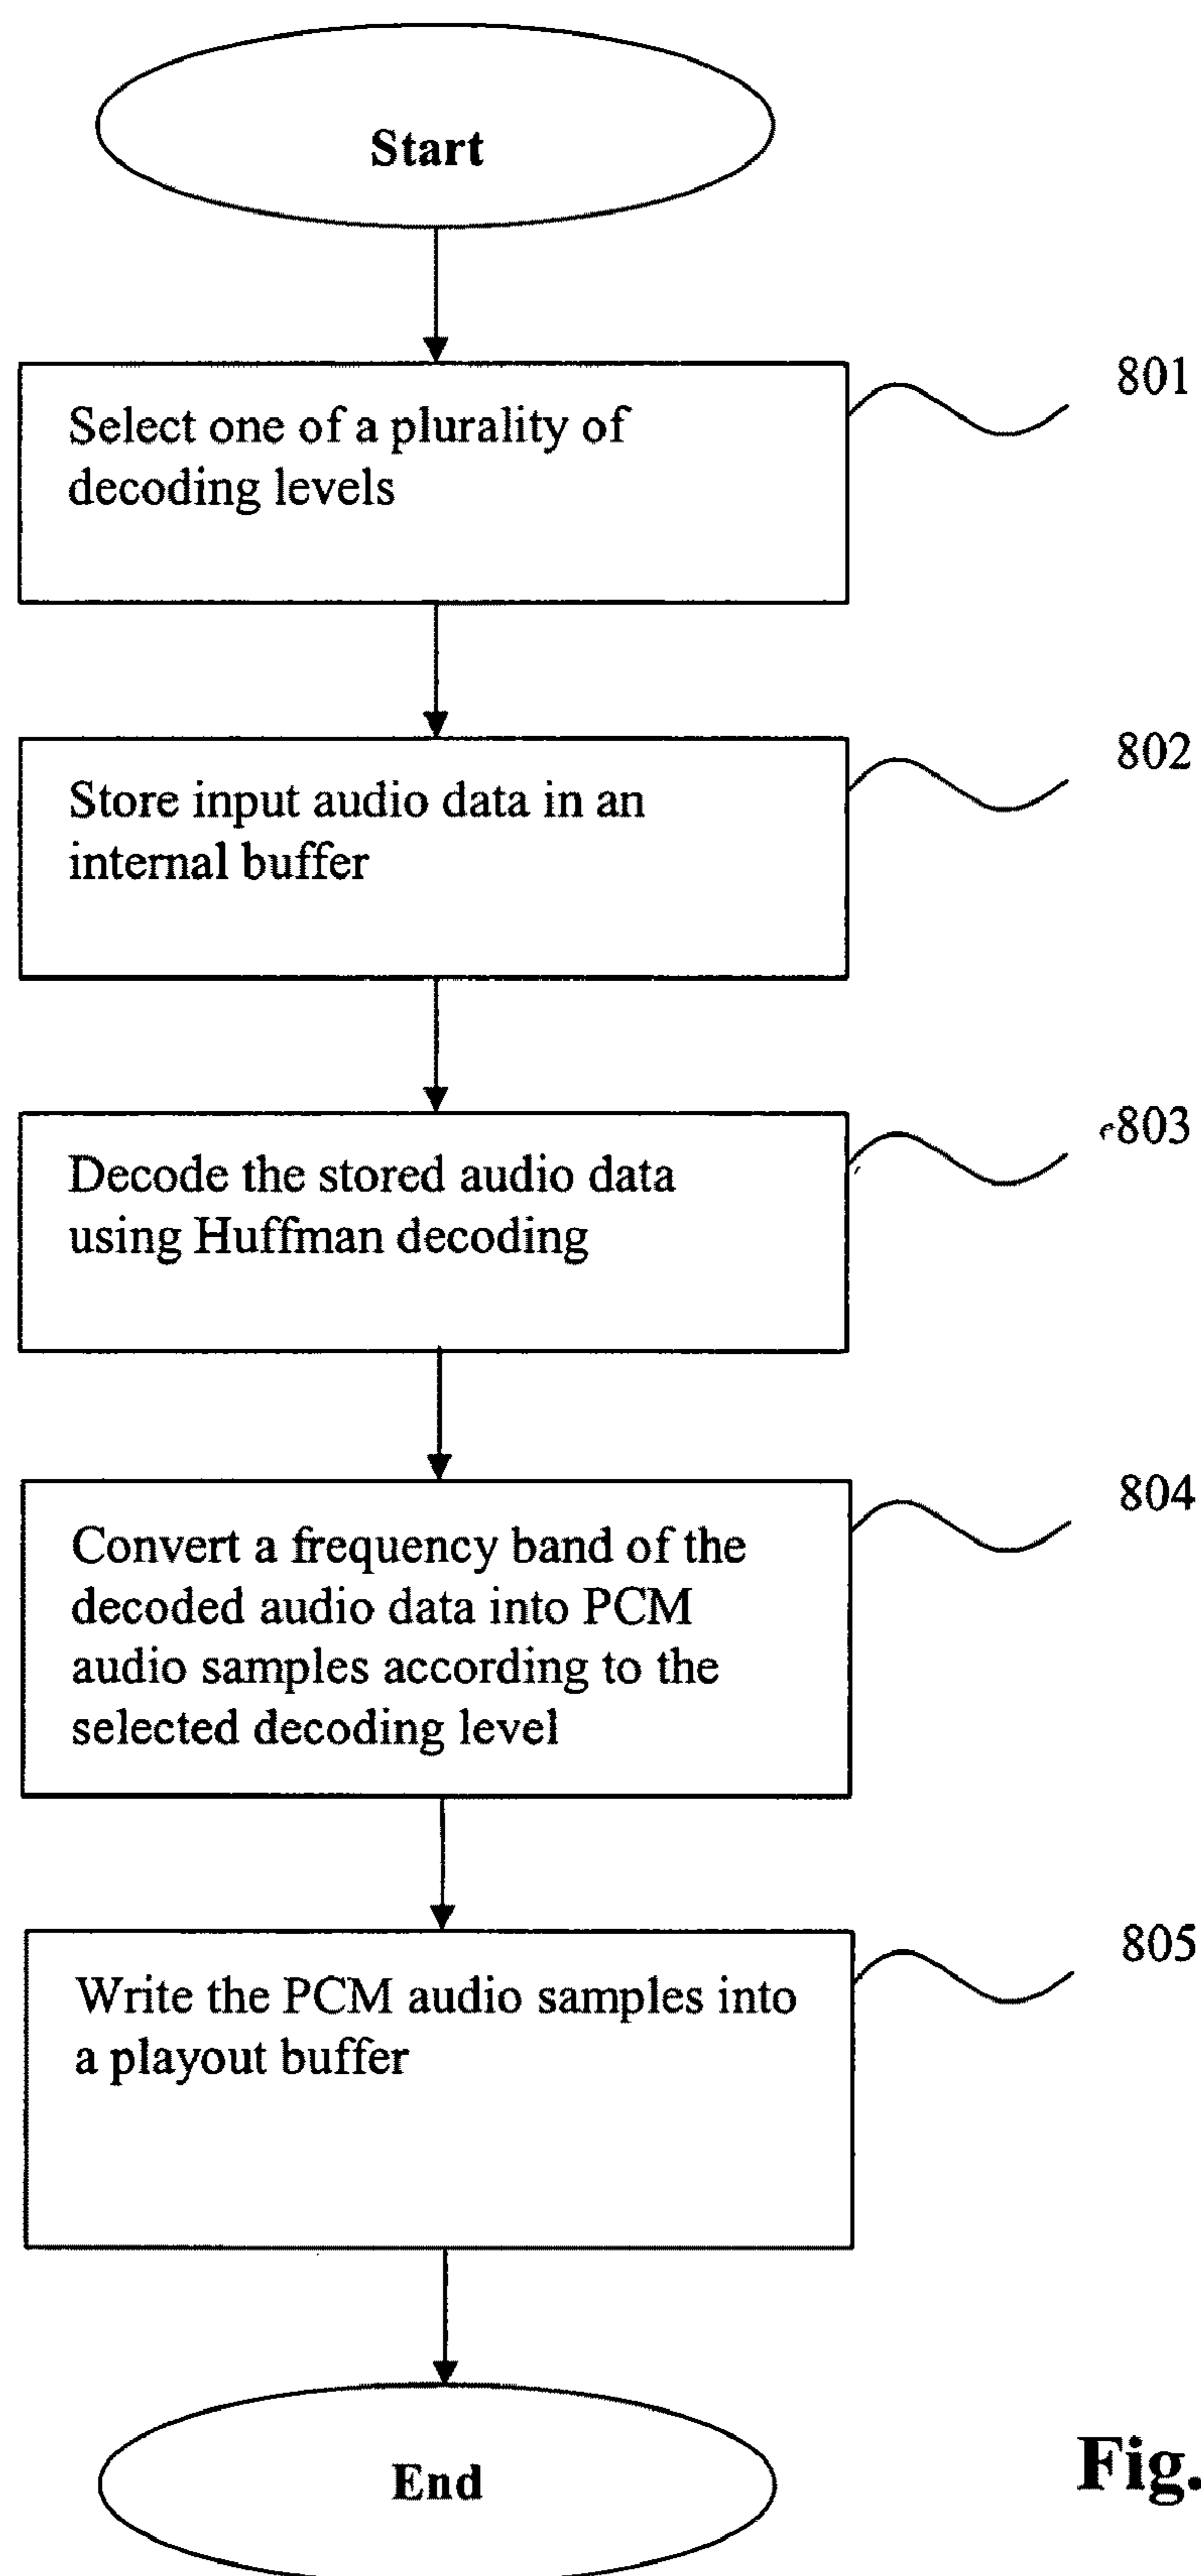 Start
801
Select one of a plurality of
decoding levels
802
Store input audio data in an
internal buffer
803
Decode the stored audio data
using Huffman decoding
804
Convert a frequency band of the
decoded audio data into PCM
audio samples according to the
selected decoding level
805
Write the PCM audio samples into
a playout buffer
End
Fig.